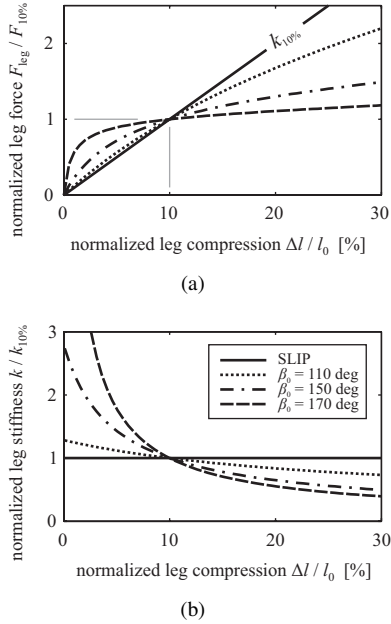 normalized leg force F_leg / F_10%
2
1
0
k_10%
0
10
20
30
normalized leg compression Δl / l_0 [%]
(a)
normalized leg stiffness k / k_10%
3
2
1
0
SLIP
β_0 = 110 deg
β_0 = 150 deg
β_0 = 170 deg
0
10
20
30
normalized leg compression Δl / l_0 [%]
(b)